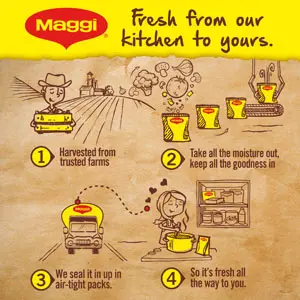 Maggi
Fresh from our
kitchen to yours.
1 Harvested from
trusted farms
2 Take all the moisture out,
keep all the goodness in
3 We seal it in up in
air-tight packs.
4 So it's fresh all
the way to you.